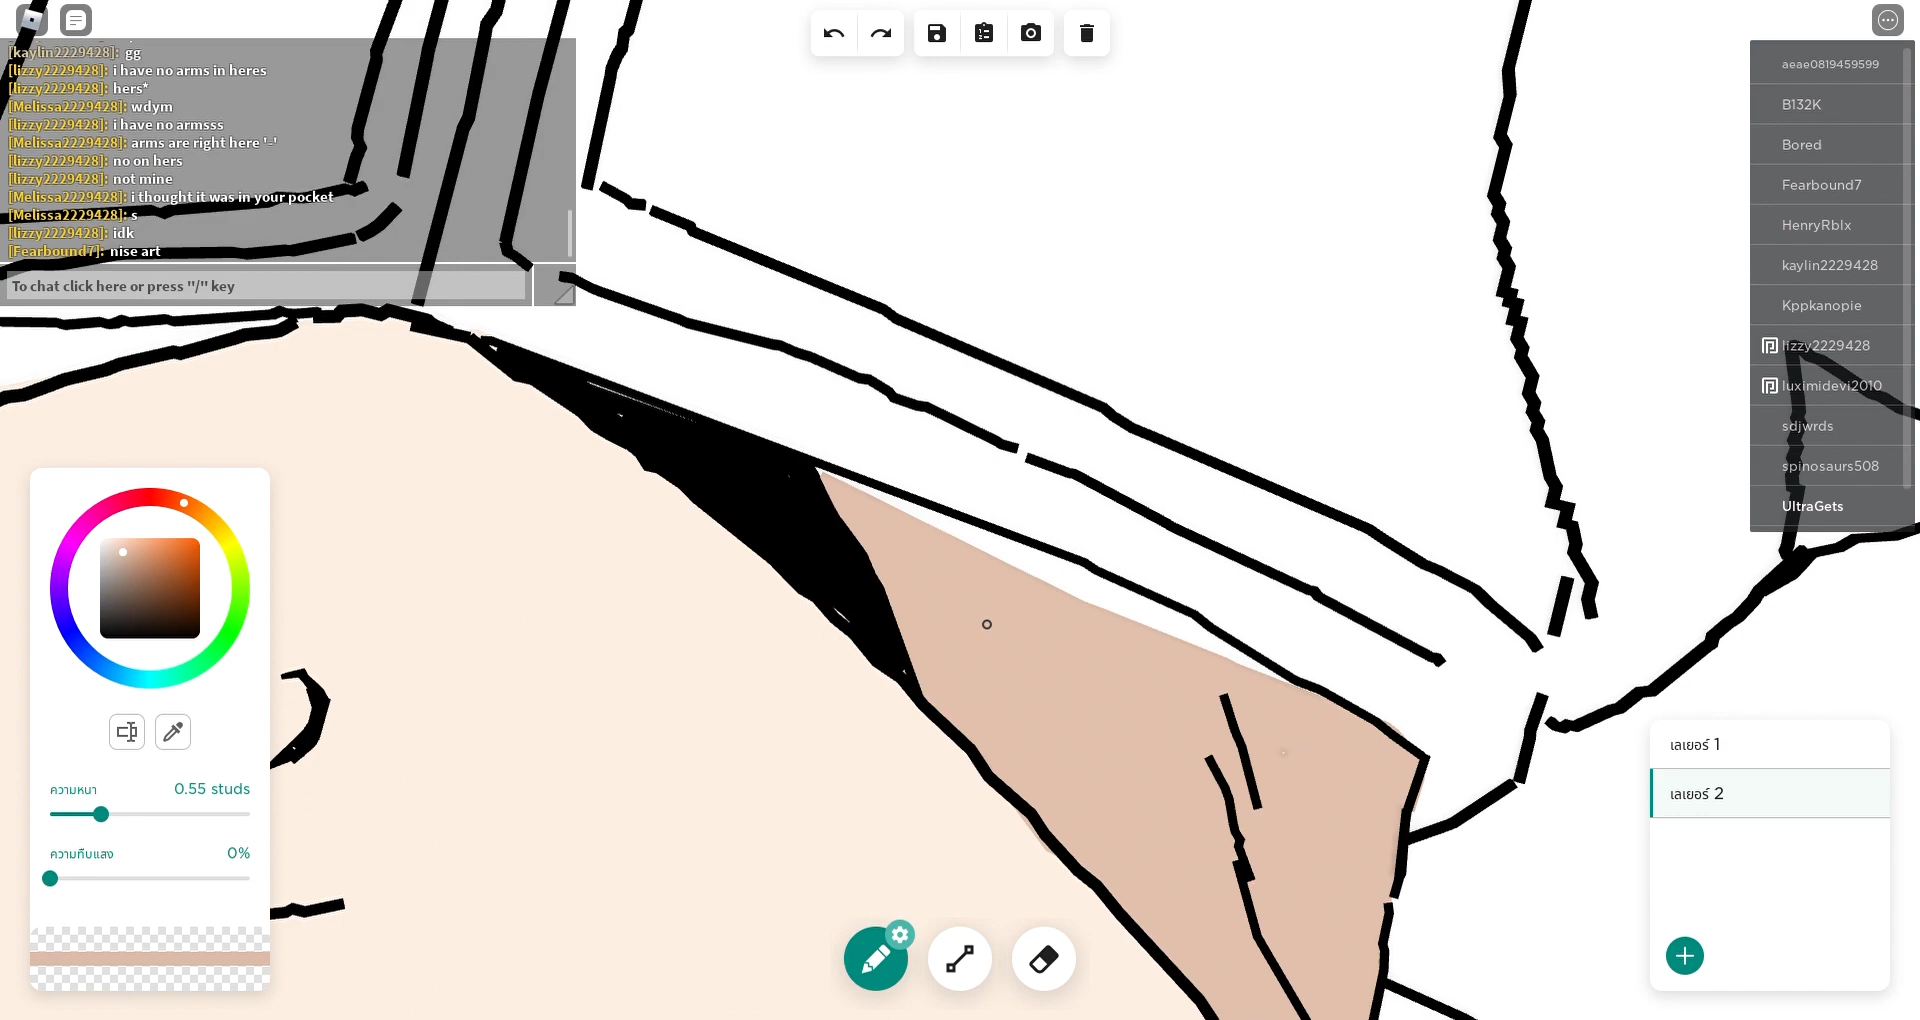 [kaylin2229428]: gg
[lizzy2229428]: i have no arms in heres
[lizzy2229428]: hers*
[Melissa2229428]: wdym
[lizzy2229428]: i have no armsss
[Melissa2229428]: arms are right here '-'
[lizzy2229428]: no on hers
[lizzy2229428]: not mine
[Melissa2229428]: i thought it was in your pocket
[Melissa2229428]: s
[lizzy2229428]: idk
[Fearbound7]: nise art
To chat click here or press "/" key
aeae0819459599
B132K
Bored
Fearbound7
HenryRblx
kaylin2229428
Kppkanopie
lizzy2229428
luximidevi2010
sdjwrds
spinosaurs508
UltraGets
ความหนา 0.55 studs
ความทึบแสง 0%
เลเยอร์ 1
เลเยอร์ 2